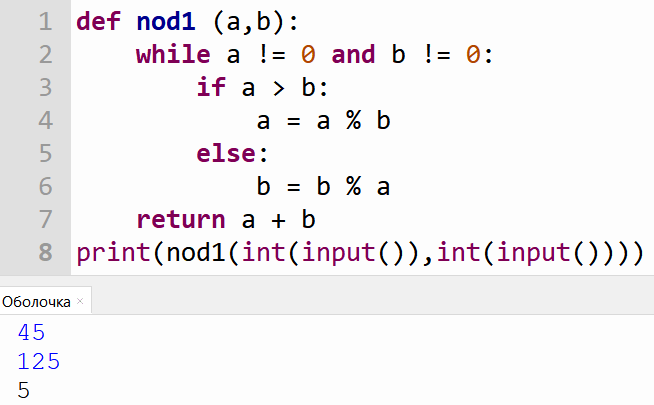 1 def nod1 (a,b):
2     while a != 0 and b != 0:
3         if a > b:
4             a = a % b
5         else:
6             b = b % a
7     return a + b
8 print(nod1(int(input()),int(input())))
Оболочка ×
45
125
5